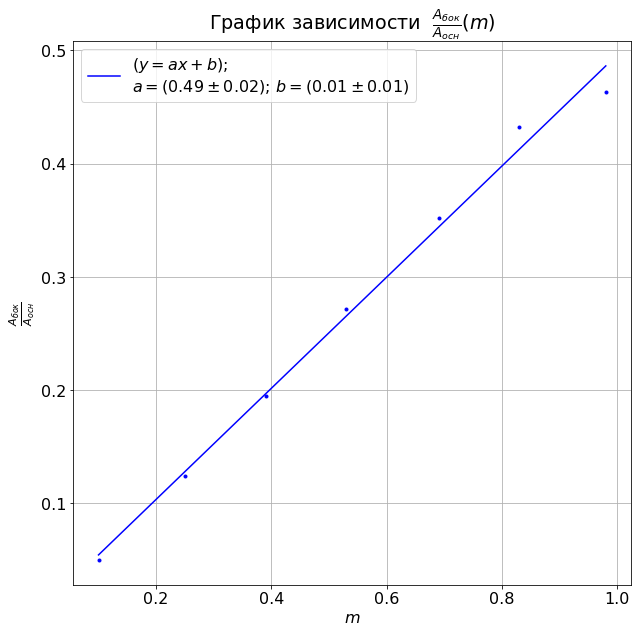 График зависимости A_бок/A_осн(m)
(y = ax + b);
a = (0.49 ± 0.02); b = (0.01 ± 0.01)
0.5
0.4
0.3
0.2
0.1
A_бок/A_осн
0.2 0.4 0.6 0.8 1.0
m